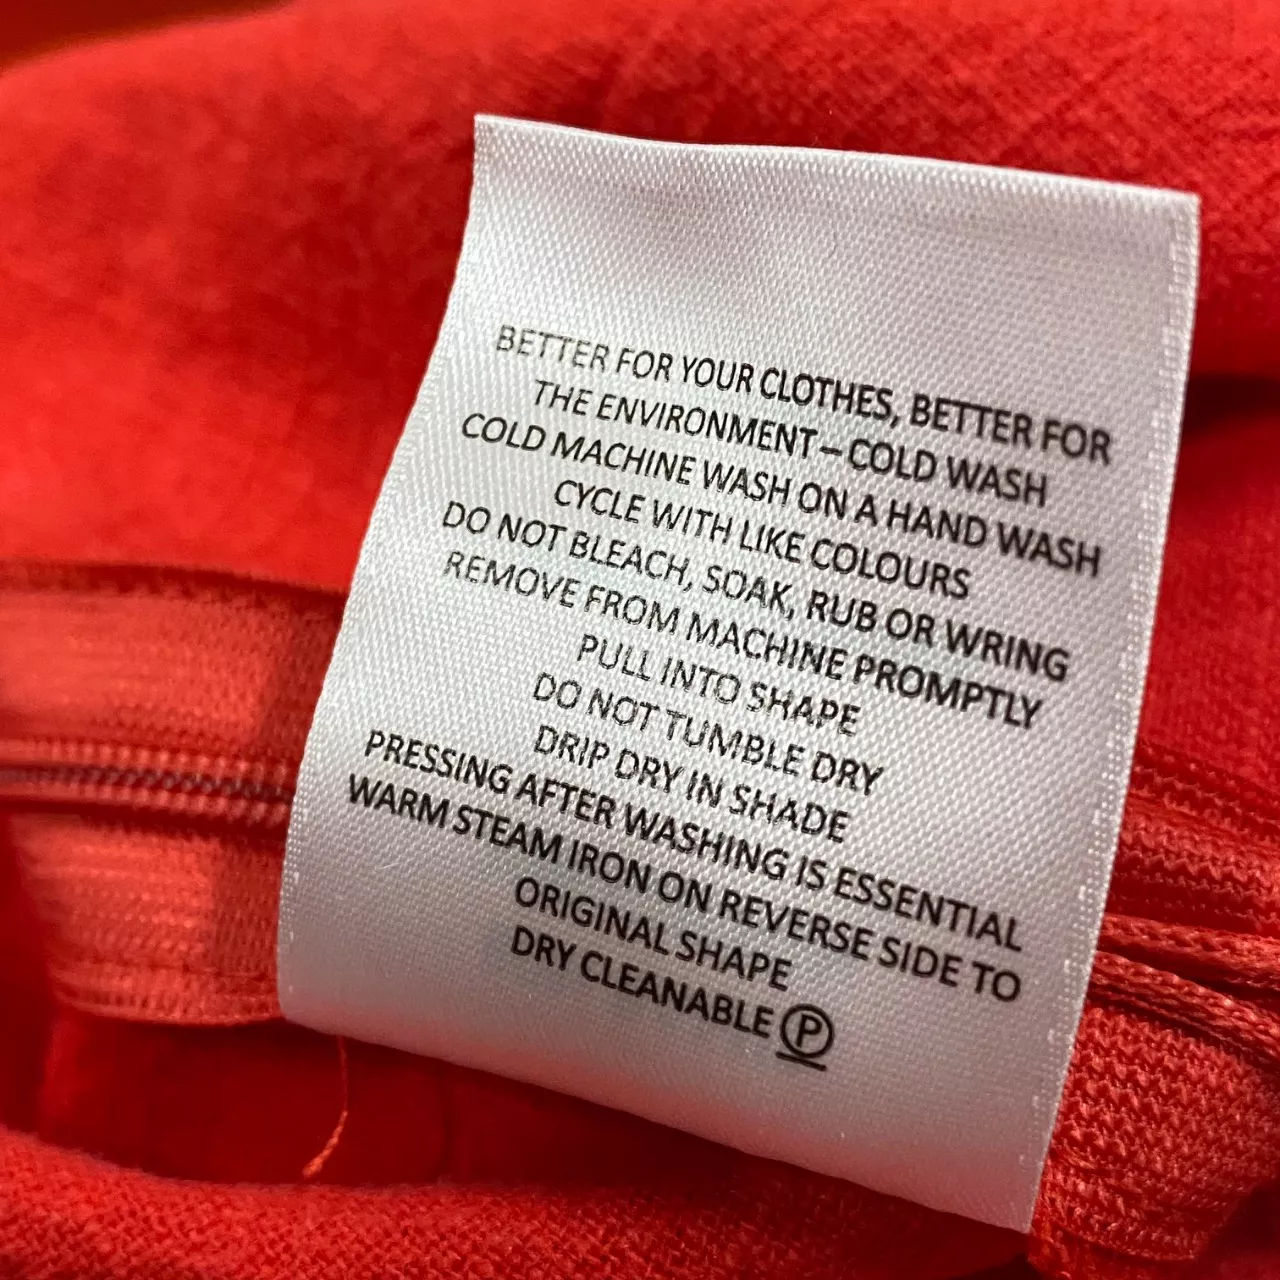 BETTER FOR YOUR CLOTHES, BETTER FOR
THE ENVIRONMENT – COLD WASH
COLD MACHINE WASH ON A HAND WASH
CYCLE WITH LIKE COLOURS
DO NOT BLEACH, SOAK, RUB OR WRING
REMOVE FROM MACHINE PROMPTLY
PULL INTO SHAPE
DO NOT TUMBLE DRY
DRIP DRY IN SHADE
PRESSING AFTER WASHING IS ESSENTIAL
WARM STEAM IRON ON REVERSE SIDE TO
ORIGINAL SHAPE
DRY CLEANABLE Ⓟ